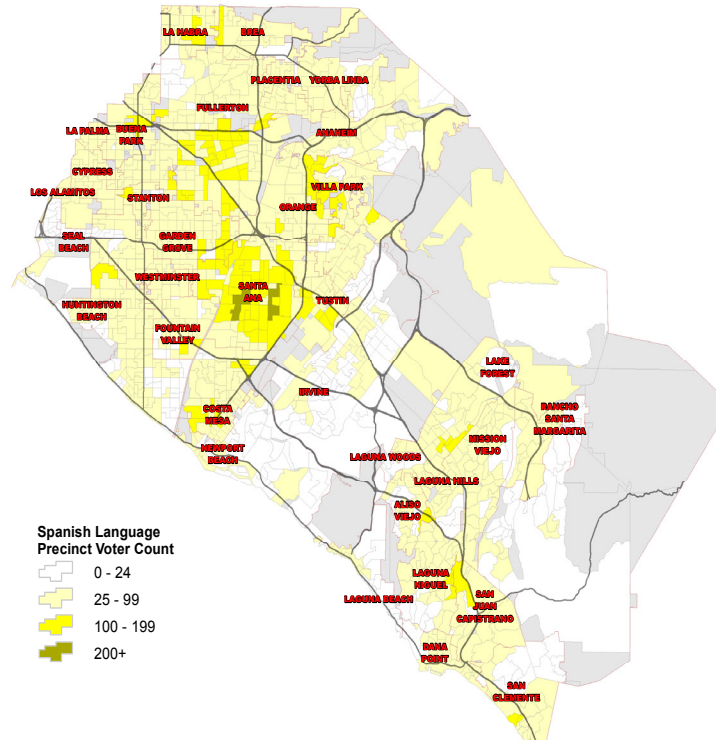 LA HABRA
BREA
PLACENTIA
YORBA LINDA
FULLERTON
LA PALMA
BUENA
PARK
ANAHEIM
CYPRESS
LOS ALAMITOS
STANTON
VILLA PARK
ORANGE
SEAL
BEACH
GARDEN
GROVE
WESTMINSTER
SANTA
ANA
HUNTINGTON
BEACH
TUSTIN
FOUNTAIN
VALLEY
LAKE
FOREST
IRVINE
COSTA
MESA
RANCHO
SANTA
MARGARITA
MISSION
VIEJO
NEWPORT
BEACH
LAGUNA WOODS
LAGUNA HILLS
ALISO
VIEJO
LAGUNA
NIGUEL
LAGUNA BEACH
SAN
JUAN
CAPISTRANO
DANA
POINT
SAN
CLEMENTE
Spanish Language
Precinct Voter Count
0 - 24
25 - 99
100 - 199
200+